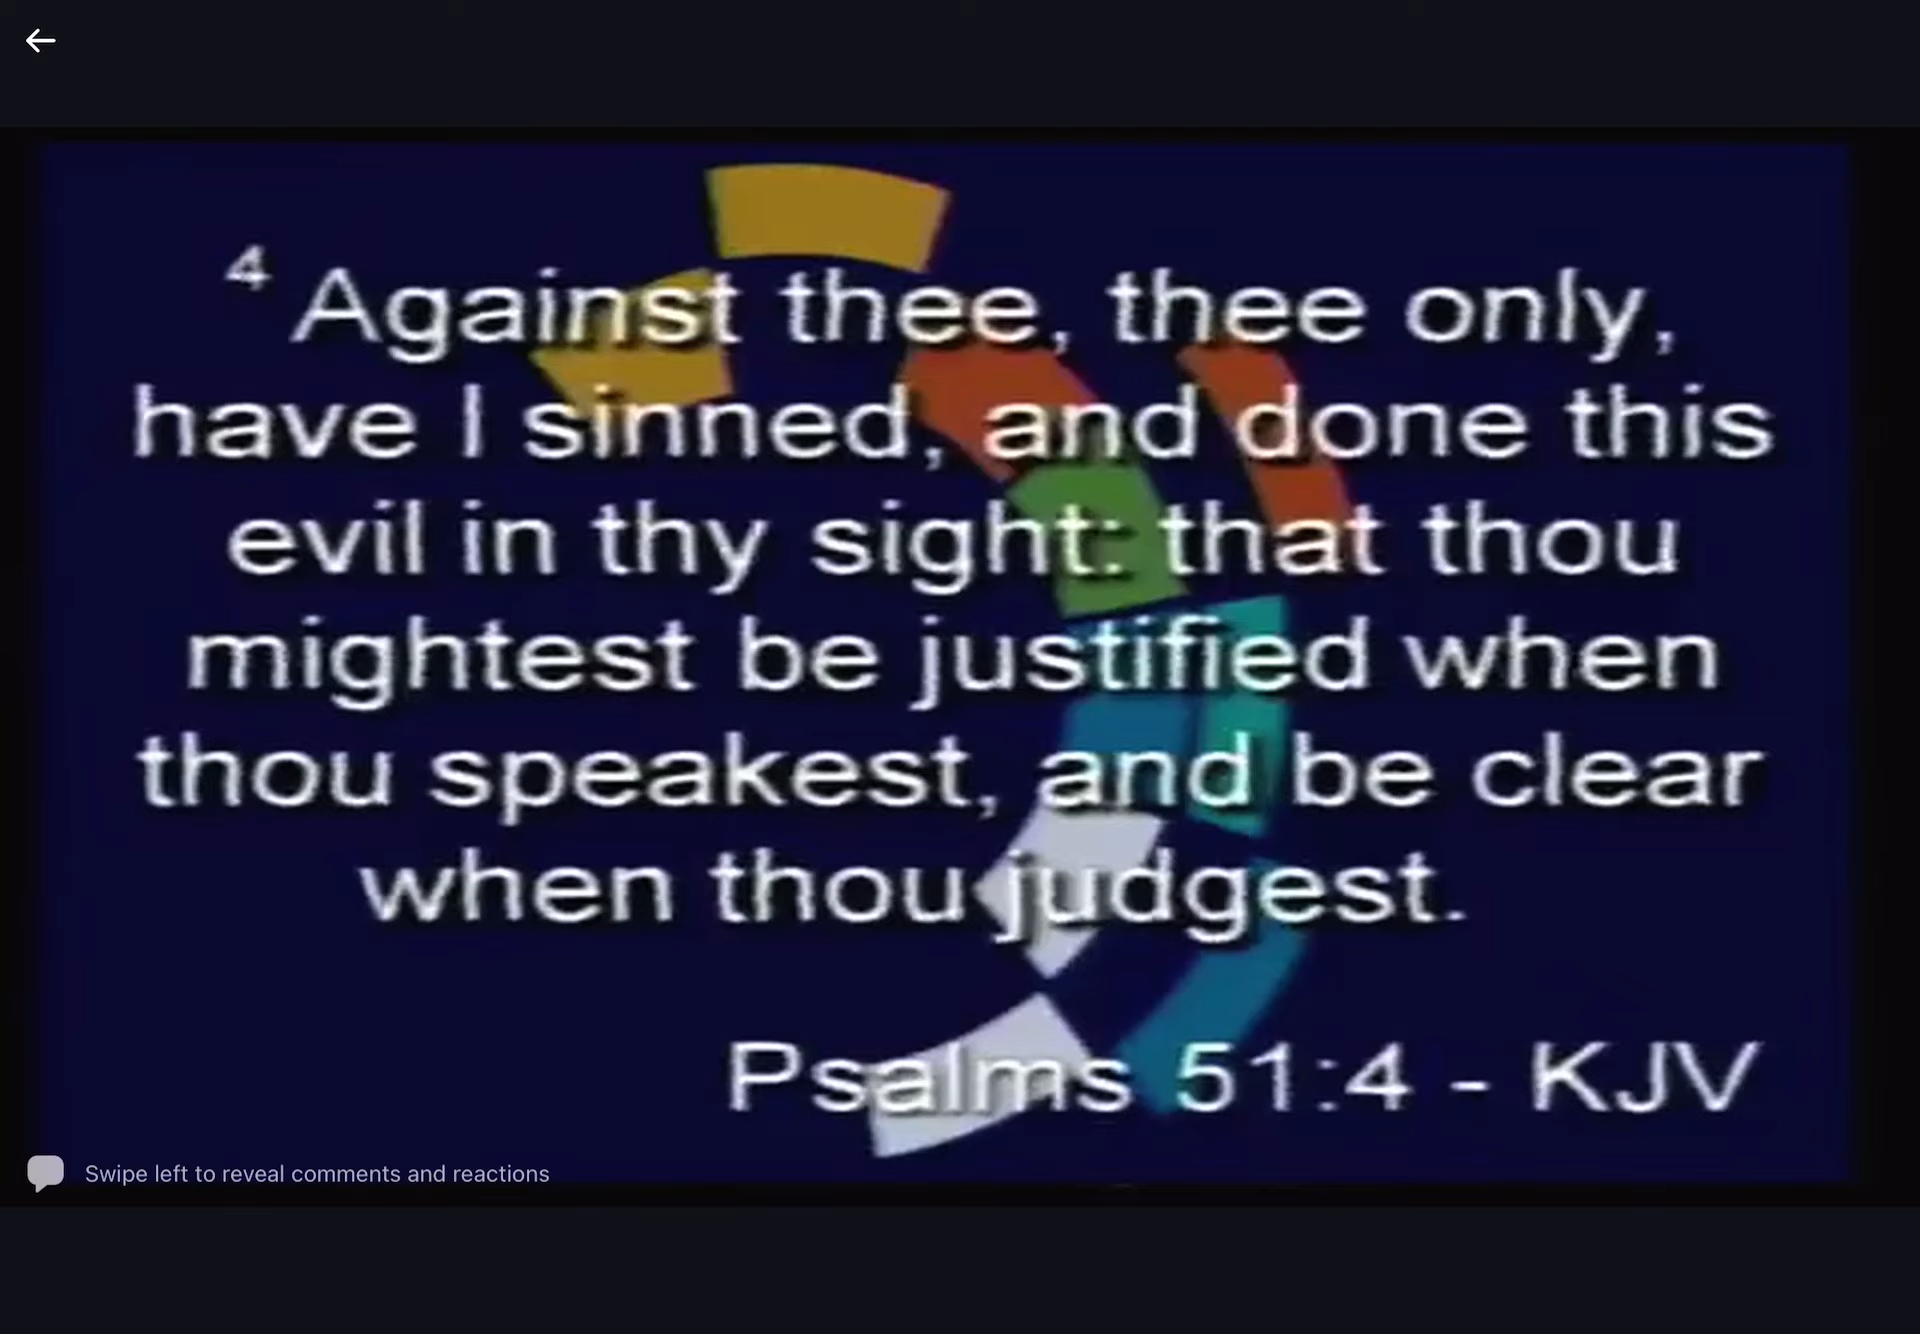 4 Against thee, thee only,
have I sinned, and done this
evil in thy sight: that thou
mightest be justified when
thou speakest, and be clear
when thou judgest.
Psalms 51:4 - KJV
Swipe left to reveal comments and reactions